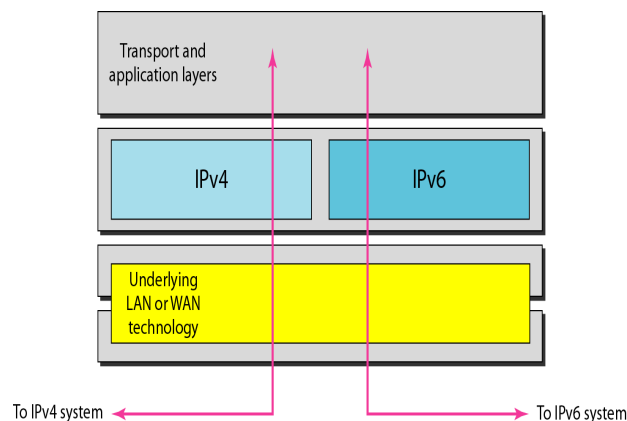 Transport and
application layers
IPv4
IPv6
Underlying
LAN or WAN
technology
To IPv4 system
To IPv6 system